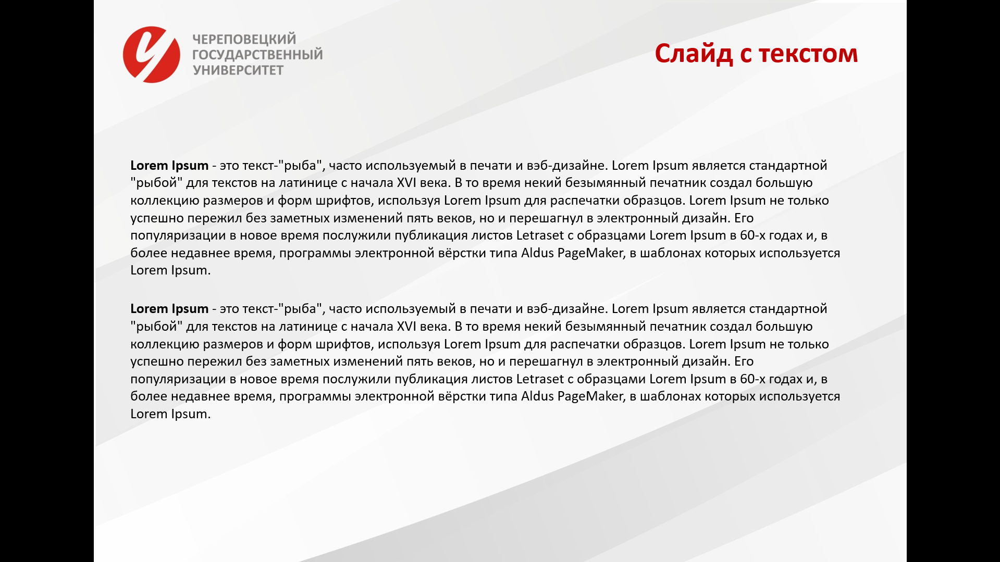 ЧЕРЕПОВЕЦКИЙ
ГОСУДАРСТВЕННЫЙ
УНИВЕРСИТЕТ
Слайд с текстом
Lorem Ipsum - это текст-"рыба", часто используемый в печати и вэб-дизайне. Lorem Ipsum является стандартной
"рыбой" для текстов на латинице с начала XVI века. В то время некий безымянный печатник создал большую
коллекцию размеров и форм шрифтов, используя Lorem Ipsum для распечатки образцов. Lorem Ipsum не только
успешно пережил без заметных изменений пять веков, но и перешагнул в электронный дизайн. Его
популяризации в новое время послужили публикация листов Letraset с образцами Lorem Ipsum в 60-х годах и, в
более недавнее время, программы электронной вёрстки типа Aldus PageMaker, в шаблонах которых используется
Lorem Ipsum.
Lorem Ipsum - это текст-"рыба", часто используемый в печати и вэб-дизайне. Lorem Ipsum является стандартной
"рыбой" для текстов на латинице с начала XVI века. В то время некий безымянный печатник создал большую
коллекцию размеров и форм шрифтов, используя Lorem Ipsum для распечатки образцов. Lorem Ipsum не только
успешно пережил без заметных изменений пять веков, но и перешагнул в электронный дизайн. Его
популяризации в новое время послужили публикация листов Letraset с образцами Lorem Ipsum в 60-х годах и, в
более недавнее время, программы электронной вёрстки типа Aldus PageMaker, в шаблонах которых используется
Lorem Ipsum.